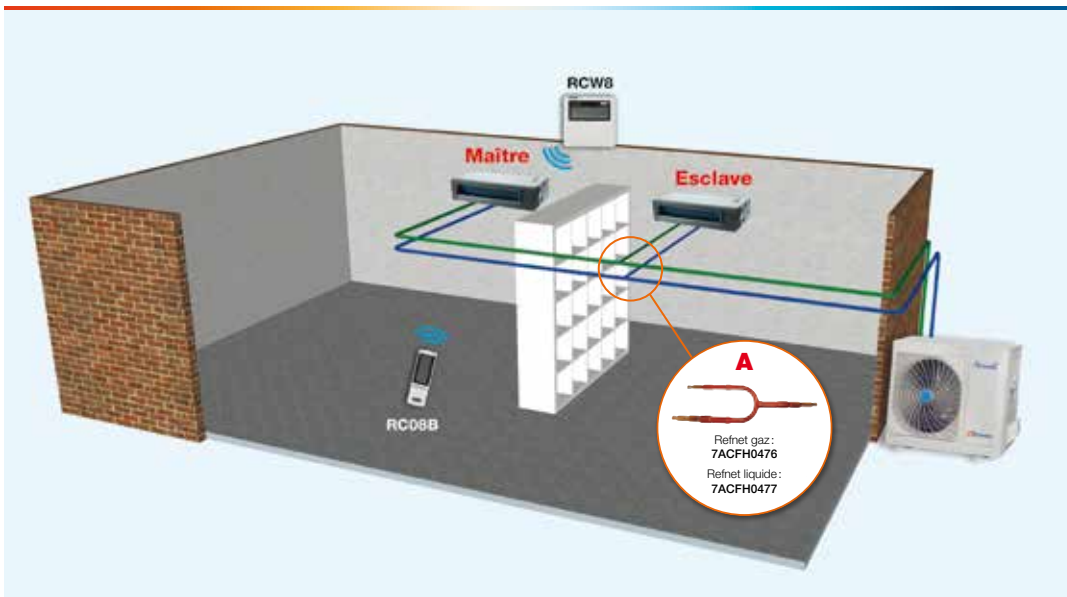 RCW8
Maître
Esclave
A
Refnet gaz :
7ACFH0476
Refnet liquide :
7ACFH0477
RC08B